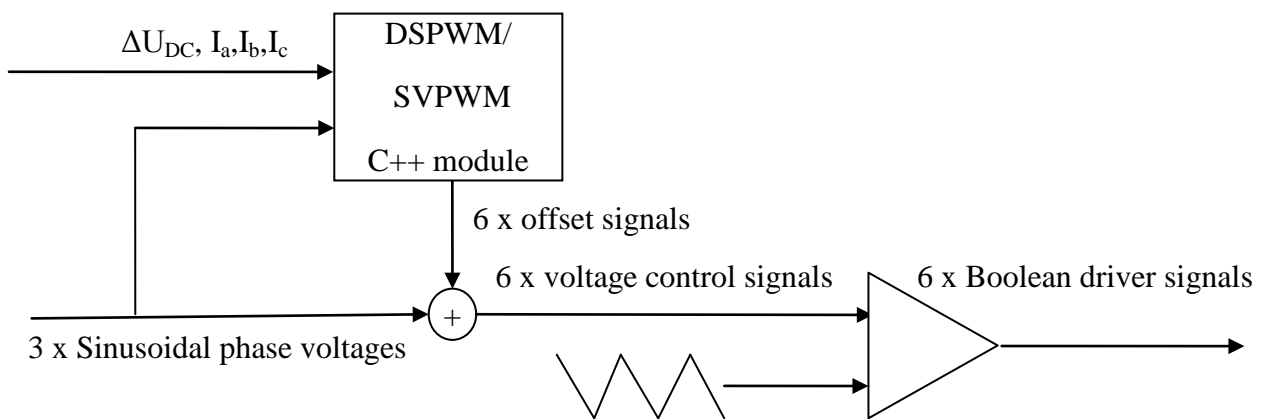 ΔU_DC, I_a,I_b,I_c
DSPWM/
SVPWM
C++ module
6 x offset signals
6 x voltage control signals
6 x Boolean driver signals
+
3 x Sinusoidal phase voltages